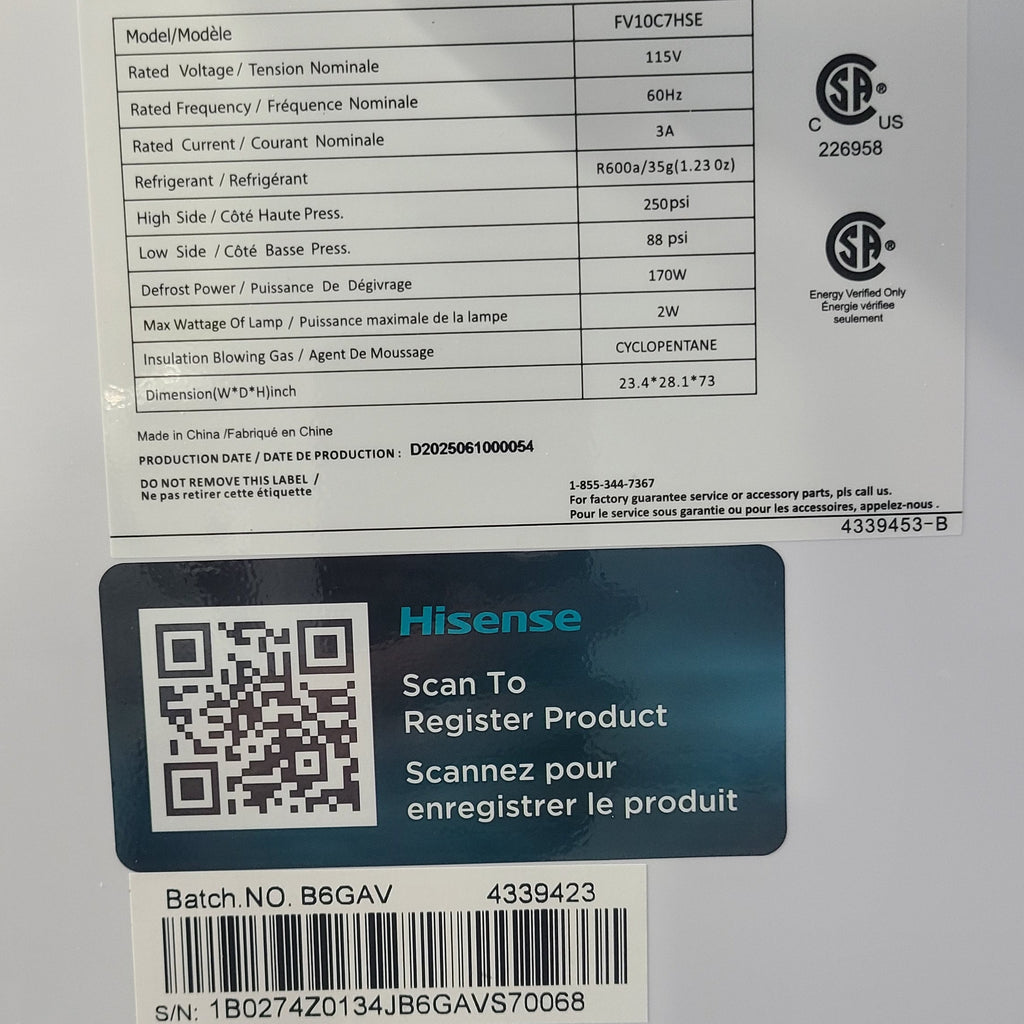 Model/Modèle FV10C7HSE
Rated Voltage / Tension Nominale 115V
Rated Frequency / Fréquence Nominale 60Hz
Rated Current / Courant Nominale 3A
Refrigerant / Refrigérant R600a/35g(1.23 Oz)
High Side / Côté Haute Press. 250psi
Low Side / Côté Basse Press. 88 psi
Defrost Power / Puissance De Dégivrage 170W
Max Wattage Of Lamp / Puissance maximale de la lampe 2W
Insulation Blowing Gas / Agent De Moussage CYCLOPENTANE
Dimension(W*D*H)inch 23.4*28.1*73
CSA®
C US
226958
CSA®
Energy Verified Only
Énergie vérifiee
seulement
Made in China /Fabriqué en Chine
PRODUCTION DATE / DATE DE PRODUCTION : D2025061000054
DO NOT REMOVE THIS LABEL /
Ne pas retirer cette étiquette
1-855-344-7367
For factory guarantee service or accessory parts, pls call us.
Pour le service sous garantie ou pour les accessoires, appelez-nous .
4339453-B
Hisense
Scan To
Register Product
Scannez pour
enregistrer le produit
Batch.NO. B6GAV 4339423
S/N: 1B0274Z0134JB6GAVS70068